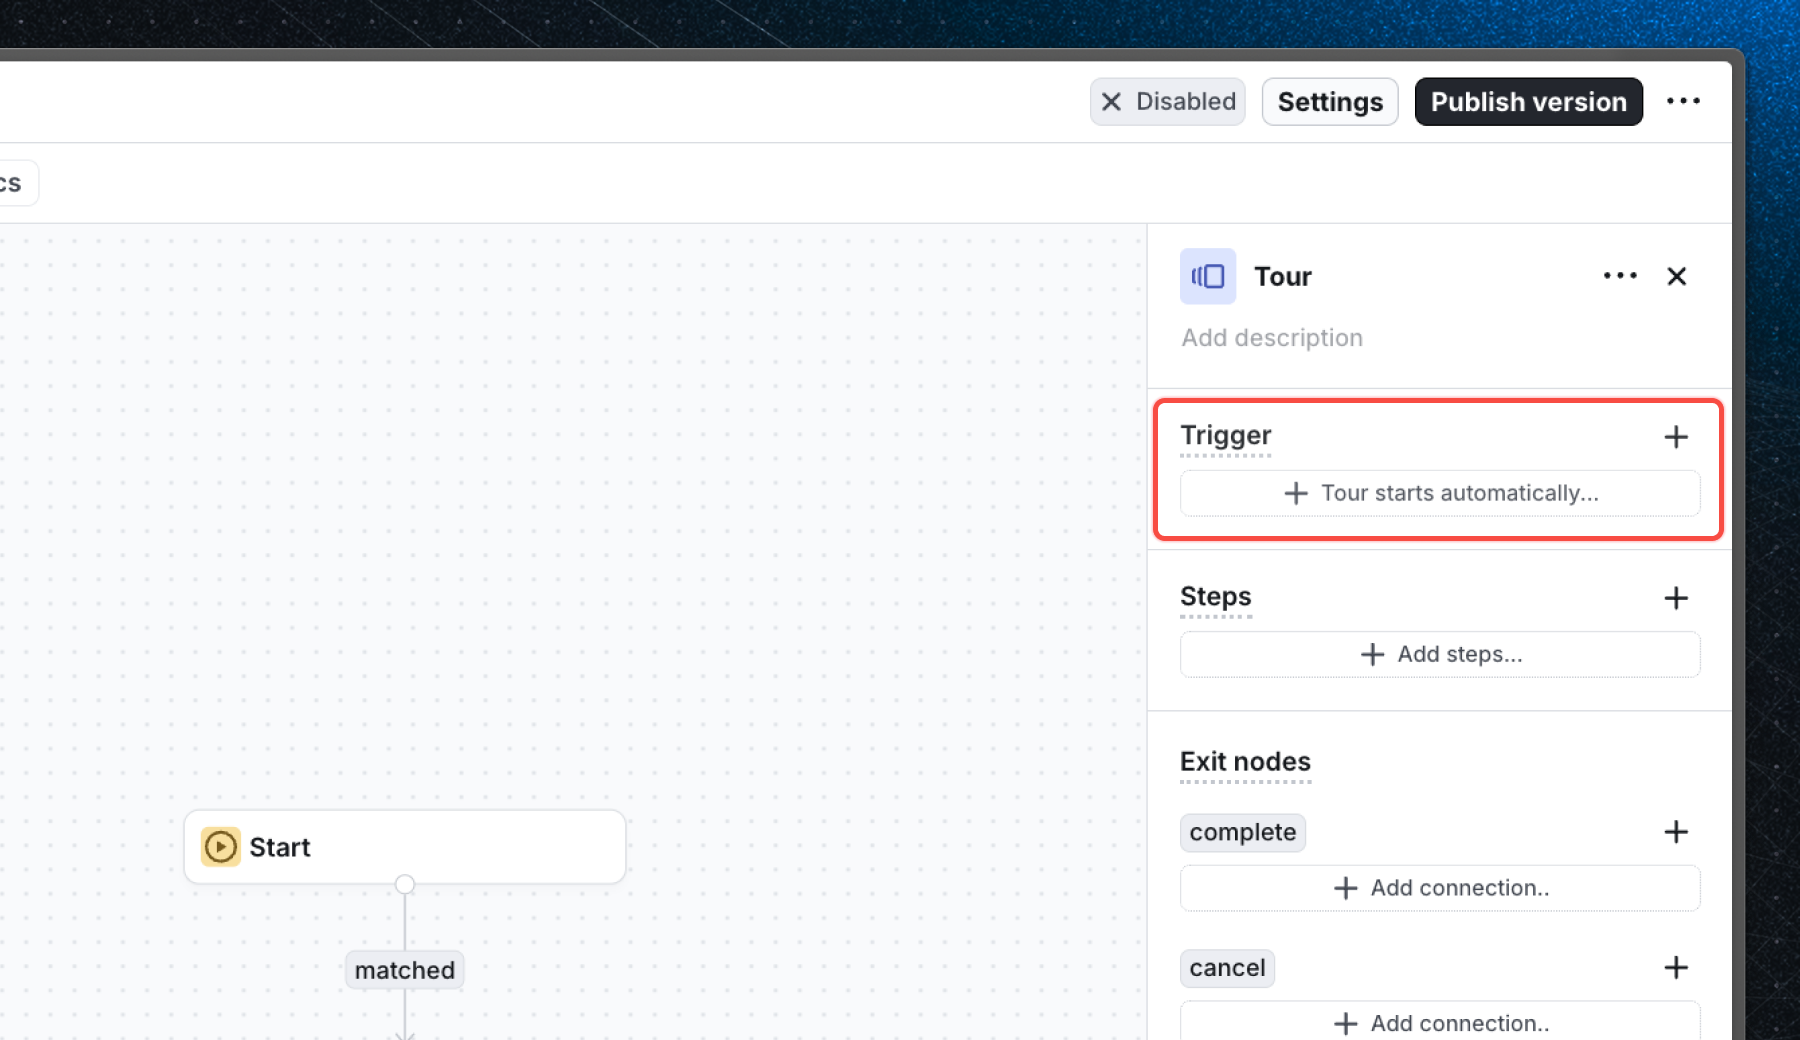 Disabled
Settings
Publish version
cs
Tour
Add description
Trigger
Tour starts automatically...
Steps
Add steps...
Exit nodes
complete
Add connection..
cancel
Add connection..
Start
matched